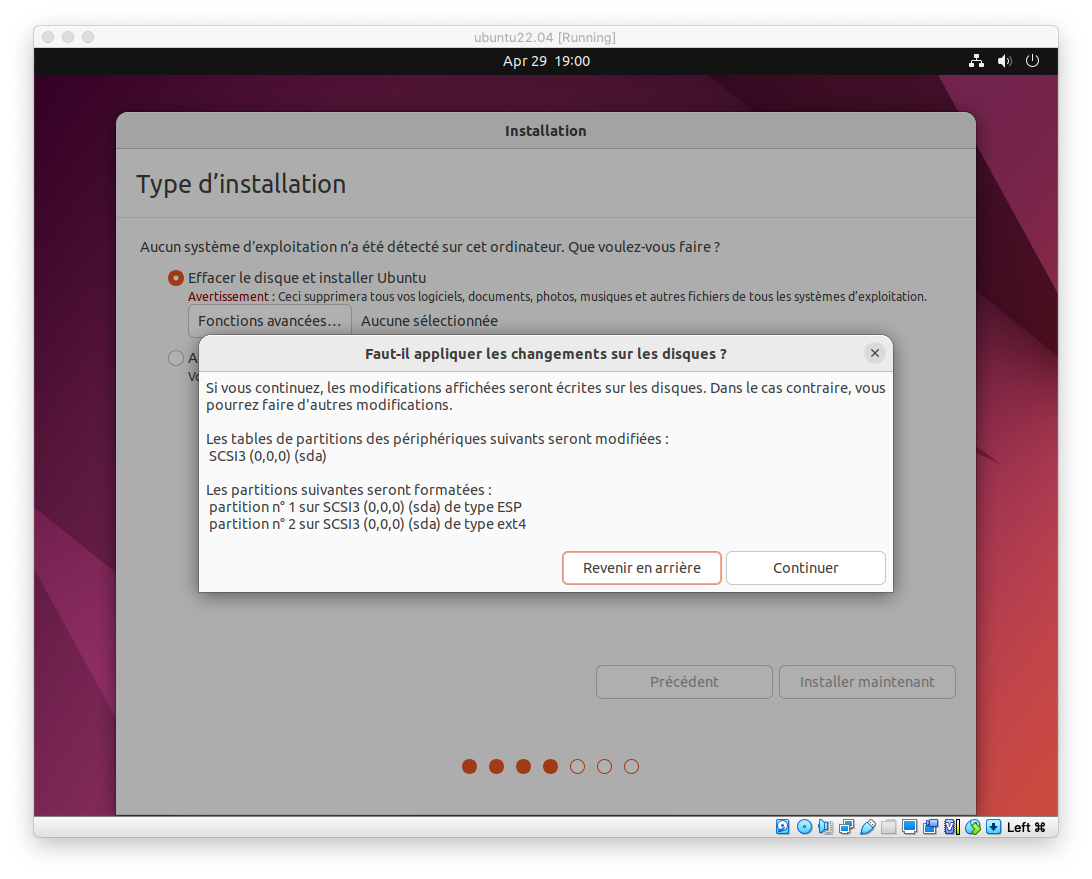 ubuntu22.04 [Running]
Apr 29 19:00
Installation
Type d’installation
Aucun système d’exploitation n’a été détecté sur cet ordinateur. Que voulez-vous faire ?
Effacer le disque et installer Ubuntu
Avertissement : Ceci supprimera tous vos logiciels, documents, photos, musiques et autres fichiers de tous les systèmes d’exploitation.
Fonctions avancées… Aucune sélectionnée
A
Vo
Faut-il appliquer les changements sur les disques ?
Si vous continuez, les modifications affichées seront écrites sur les disques. Dans le cas contraire, vous
pourrez faire d'autres modifications.
Les tables de partitions des périphériques suivants seront modifiées :
SCSI3 (0,0,0) (sda)
Les partitions suivantes seront formatées :
partition n° 1 sur SCSI3 (0,0,0) (sda) de type ESP
partition n° 2 sur SCSI3 (0,0,0) (sda) de type ext4
Revenir en arrière Continuer
Précédent Installer maintenant
Left ⌘